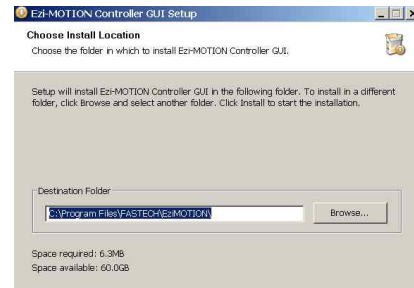 Ezi-MOTION Controller GUI Setup
Choose Install Location
Choose the folder in which to install Ezi-MOTION Controller GUI.
Setup will install Ezi-MOTION Controller GUI in the following folder. To install in a different
folder, click Browse and select another folder. Click Install to start the installation.
Destination Folder
C:\Program Files\FASTECH\EziMOTION\
Browse...
Space required: 6.3MB
Space available: 60.0GB